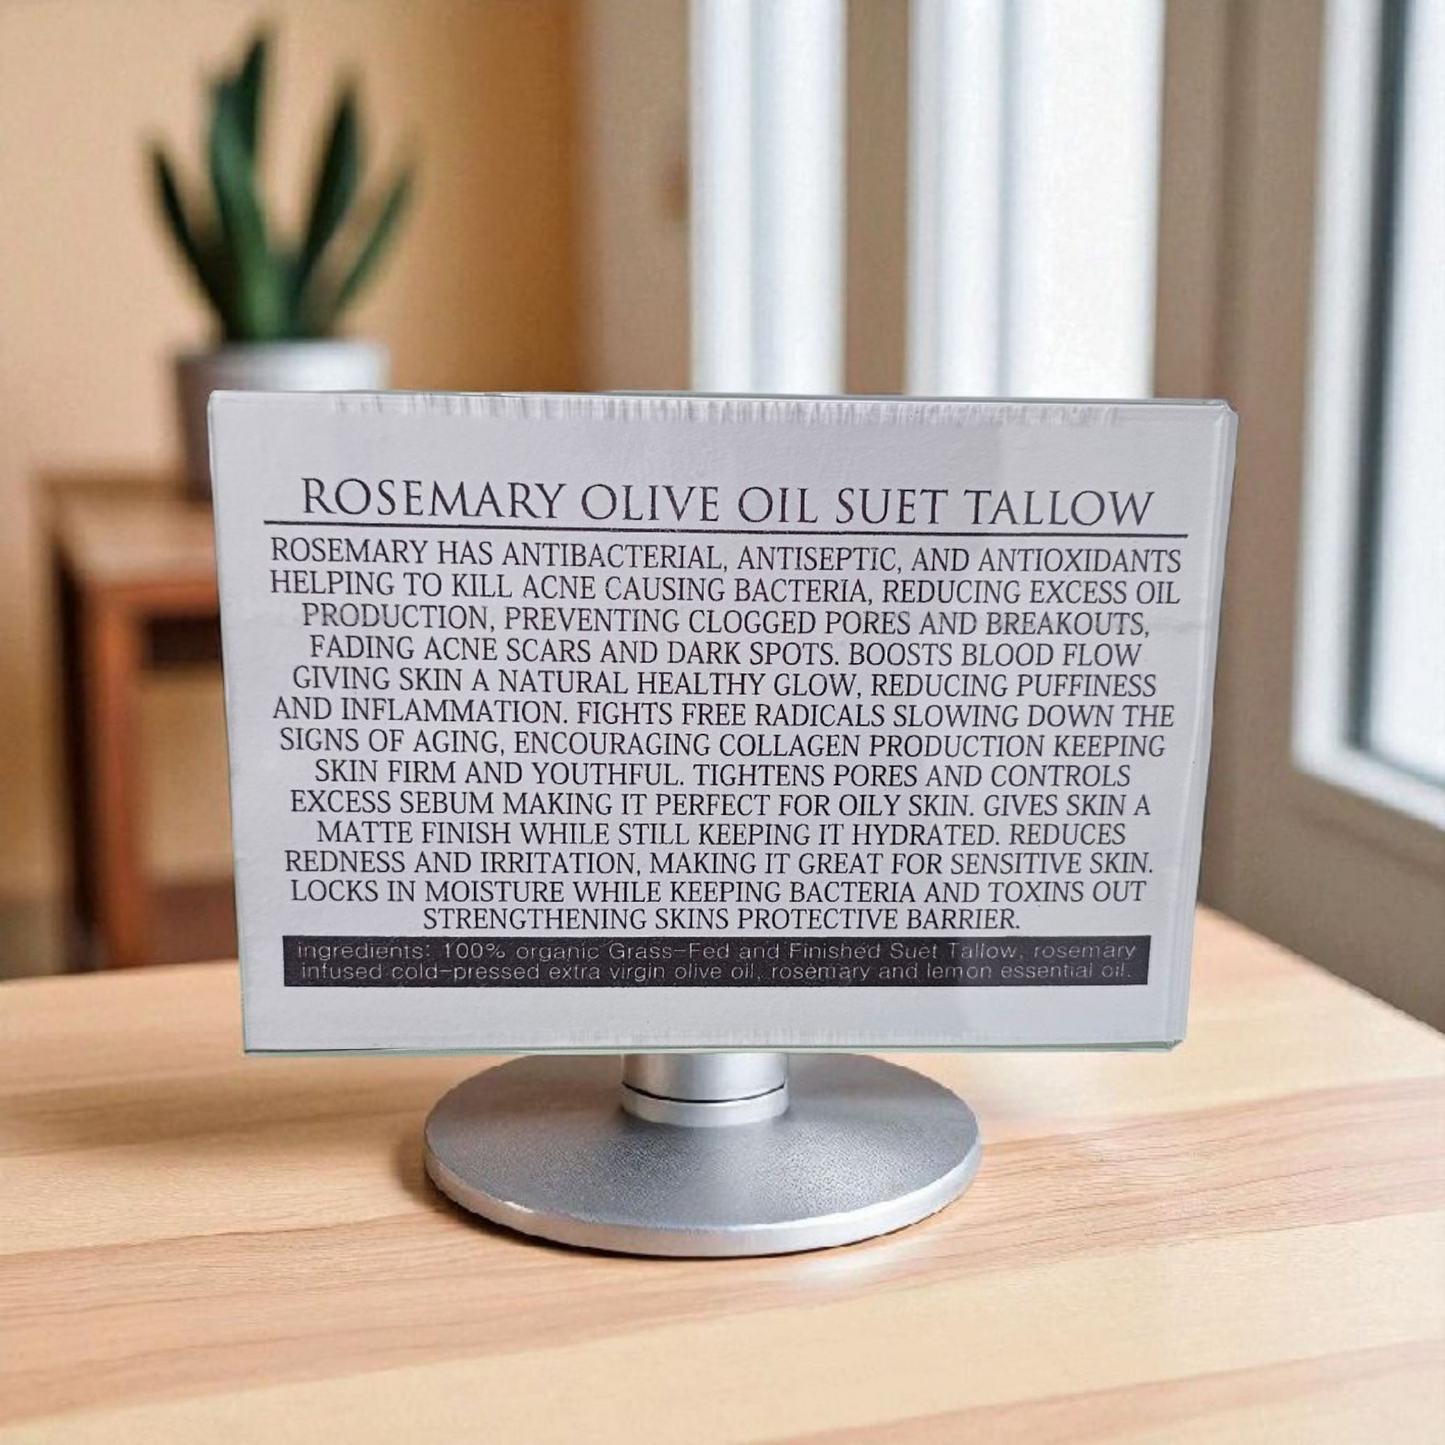 ROSEMARY OLIVE OIL SUET TALLOW
ROSEMARY HAS ANTIBACTERIAL, ANTISEPTIC, AND ANTIOXIDANTS
HELPING TO KILL ACNE CAUSING BACTERIA, REDUCING EXCESS OIL
PRODUCTION, PREVENTING CLOGGED PORES AND BREAKOUTS,
FADING ACNE SCARS AND DARK SPOTS. BOOSTS BLOOD FLOW
GIVING SKIN A NATURAL HEALTHY GLOW, REDUCING PUFFINESS
AND INFLAMMATION. FIGHTS FREE RADICALS SLOWING DOWN THE
SIGNS OF AGING, ENCOURAGING COLLAGEN PRODUCTION KEEPING
SKIN FIRM AND YOUTHFUL. TIGHTENS PORES AND CONTROLS
EXCESS SEBUM MAKING IT PERFECT FOR OILY SKIN. GIVES SKIN A
MATTE FINISH WHILE STILL KEEPING IT HYDRATED. REDUCES
REDNESS AND IRRITATION, MAKING IT GREAT FOR SENSITIVE SKIN.
LOCKS IN MOISTURE WHILE KEEPING BACTERIA AND TOXINS OUT
STRENGTHENING SKINS PROTECTIVE BARRIER.
ingredients: 100% organic Grass-Fed and Finished Suet Tallow, rosemary
infused cold-pressed extra virgin olive oil, rosemary and lemon essential oil.